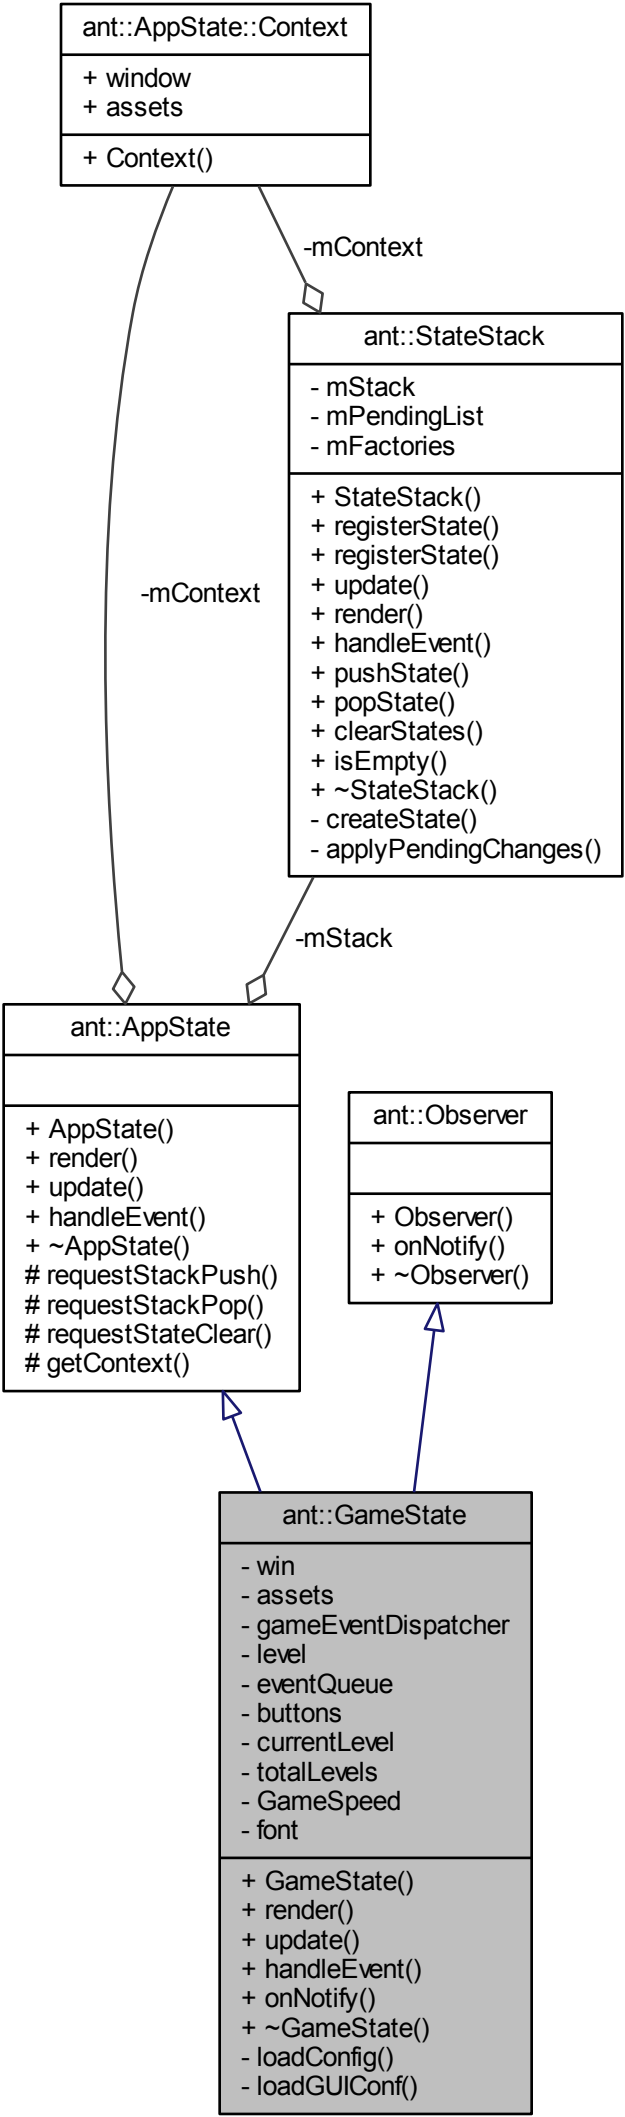 ant::AppState::Context
+ window
+ assets
+ Context()
-mContext
ant::StateStack
- mStack
- mPendingList
- mFactories
+ StateStack()
+ registerState()
+ registerState()
+ update()
+ render()
+ handleEvent()
+ pushState()
+ popState()
+ clearStates()
+ isEmpty()
+ ~StateStack()
- createState()
- applyPendingChanges()
-mContext
-mStack
ant::AppState
+ AppState()
+ render()
+ update()
+ handleEvent()
+ ~AppState()
# requestStackPush()
# requestStackPop()
# requestStateClear()
# getContext()
ant::Observer
+ Observer()
+ onNotify()
+ ~Observer()
ant::GameState
- win
- assets
- gameEventDispatcher
- level
- eventQueue
- buttons
- currentLevel
- totalLevels
- GameSpeed
- font
+ GameState()
+ render()
+ update()
+ handleEvent()
+ onNotify()
+ ~GameState()
- loadConfig()
- loadGUIConf()